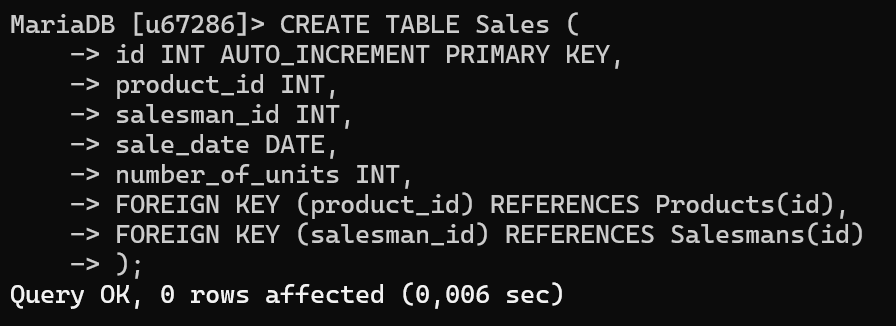 MariaDB [u67286]> CREATE TABLE Sales (
    -> id INT AUTO_INCREMENT PRIMARY KEY,
    -> product_id INT,
    -> salesman_id INT,
    -> sale_date DATE,
    -> number_of_units INT,
    -> FOREIGN KEY (product_id) REFERENCES Products(id),
    -> FOREIGN KEY (salesman_id) REFERENCES Salesmans(id)
    -> );
Query OK, 0 rows affected (0,006 sec)